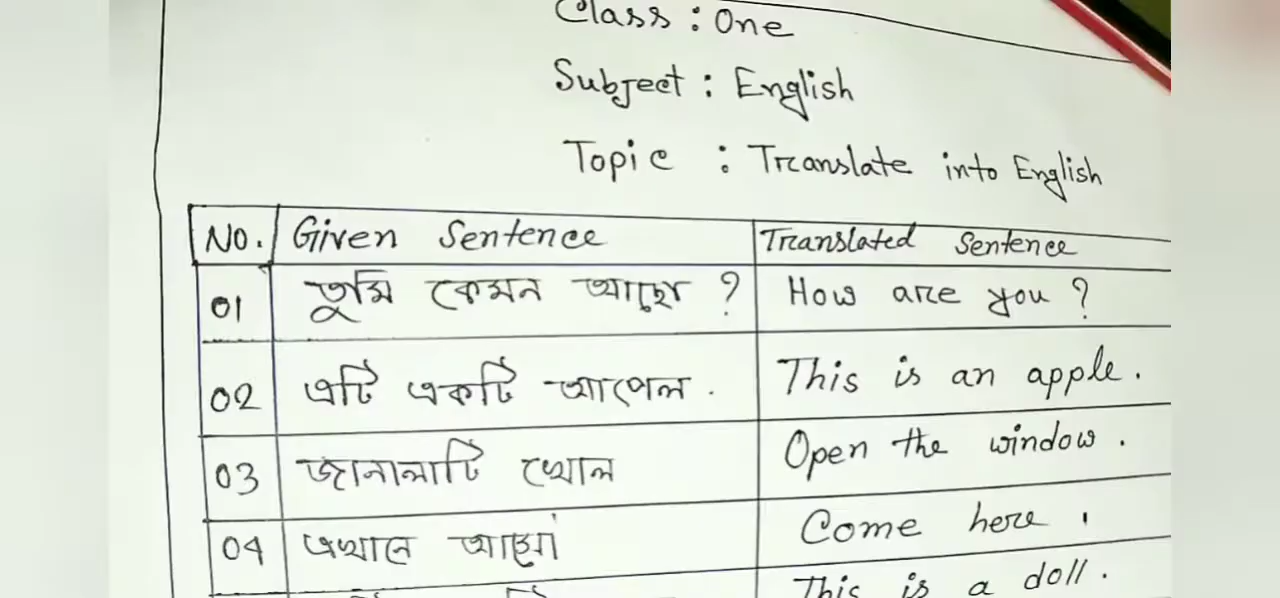 Class : One
Subject : English
Topic : Translate into English
No. Given Sentence Translated Sentence
01 তুমি কেমন আছো ? How are you ?
02 এটি একটি আপেল . This is an apple .
03 জানালাটি খোল Open the window .
04 এখানে আসো Come here .
This is a doll .